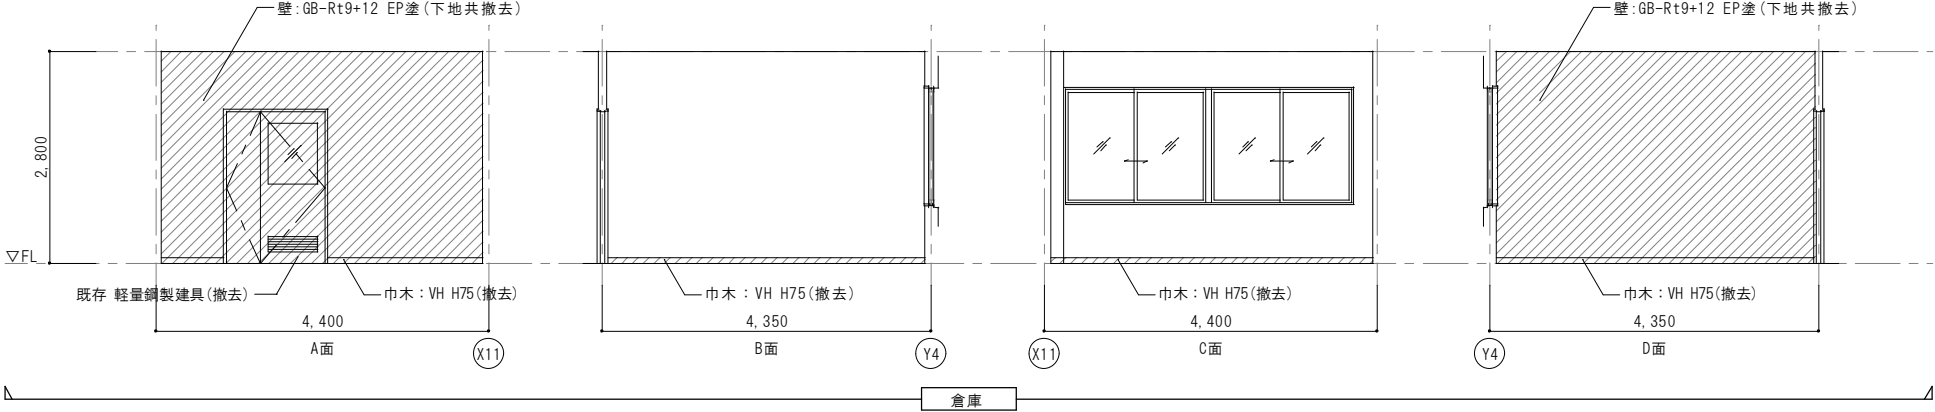 壁:GB-Rt9+12 EP塗(下地共撤去)
壁:GB-Rt9+12 EP塗(下地共撤去)
2,800
▽FL
既存 軽量鋼製建具(撤去)
巾木:VH H75(撤去)
巾木:VH H75(撤去)
巾木:VH H75(撤去)
巾木:VH H75(撤去)
4,400
4,350
4,400
4,350
A面
X11
B面
Y4
X11
C面
Y4
D面
倉庫